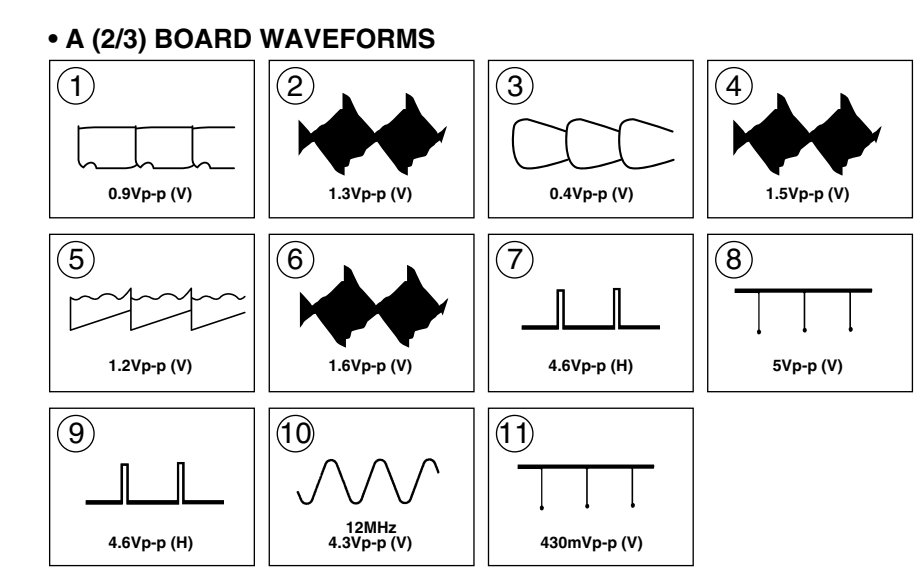 • A (2/3) BOARD WAVEFORMS
1
0.9Vp-p (V)
2
1.3Vp-p (V)
3
0.4Vp-p (V)
4
1.5Vp-p (V)
5
1.2Vp-p (V)
6
1.6Vp-p (V)
7
4.6Vp-p (H)
8
5Vp-p (V)
9
4.6Vp-p (H)
10
12MHz
4.3Vp-p (V)
11
430mVp-p (V)